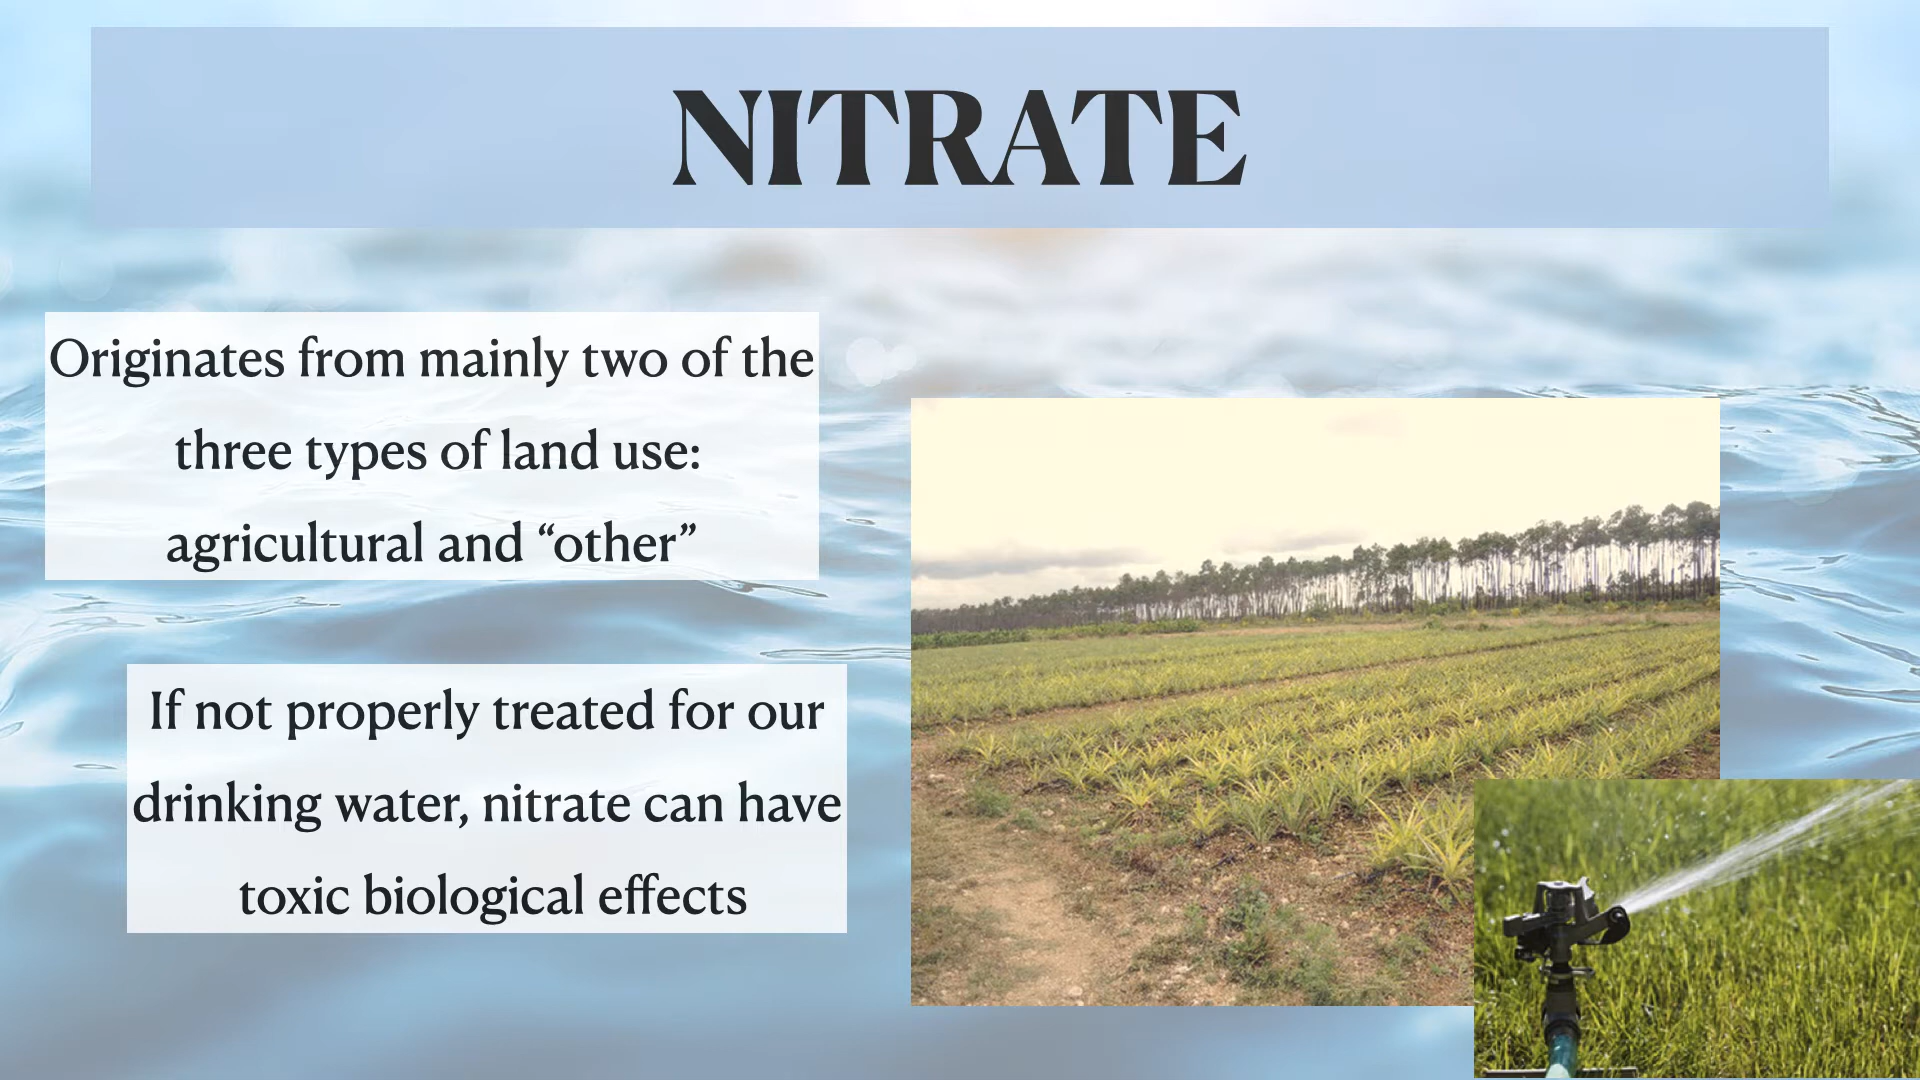 NITRATE
Originates from mainly two of the
three types of land use:
agricultural and “other”
If not properly treated for our
drinking water, nitrate can have
toxic biological effects